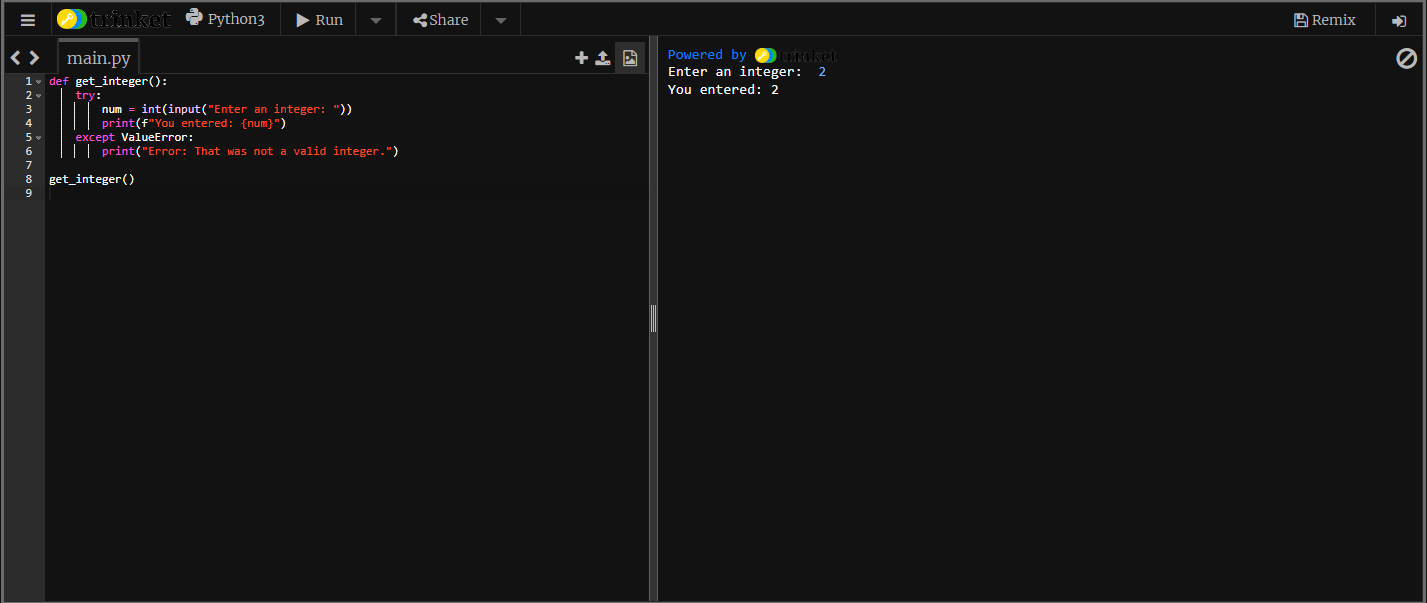 trinket Python3 Run Share Remix
main.py
1 def get_integer():
2     try:
3         num = int(input("Enter an integer: "))
4         print(f"You entered: {num}")
5     except ValueError:
6         print("Error: That was not a valid integer.")
7
8 get_integer()
9
Powered by trinket
Enter an integer:  2
You entered: 2